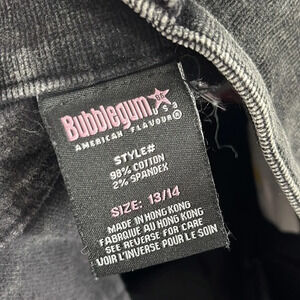 Bubblegum USA
AMERICAN FLAVOUR®
STYLE#
98% COTTON
2% SPANDEX
SIZE: 13/14
MADE IN HONG KONG
FABRIQUE AU HONG KONG
SEE REVERSE FOR CARE
VOIR L'INVERSE POUR LE SOIN